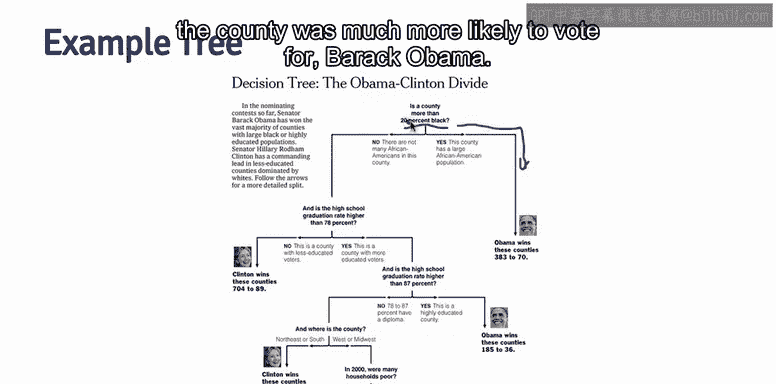 the county was much more likely to vote
for, Barack Obama.
Example Tree
Decision Tree: The Obama-Clinton Divide
In the nominating
contests so far, Senator
Barack Obama has won the
vast majority of counties
with large black or highly
educated populations.
Senator Hillary Rodham
Clinton has a commanding
lead in less-educated
counties dominated by
whites. Follow the arrows
for a more detailed split.
Is a county
more than
20 percent black?
NO There are not
many African-
Americans in this
county.
YES This county
has a large
African-American
population.
And is the high school
graduation rate higher
than 78 percent?
Obama wins
these counties
383 to 70.
NO This is a county
with less-educated
voters.
YES This is a
county with more
educated voters.
Clinton wins
these counties
704 to 89.
And is the high school
graduation rate higher
than 87 percent?
NO 78 to 87
percent have
a diploma.
YES This is a
highly
educated
county.
Obama wins
these counties
185 to 36.
And where is the county?
Northeast or South
West or Midwest
Clinton wins
these counties
In 2000, were many
households poor?